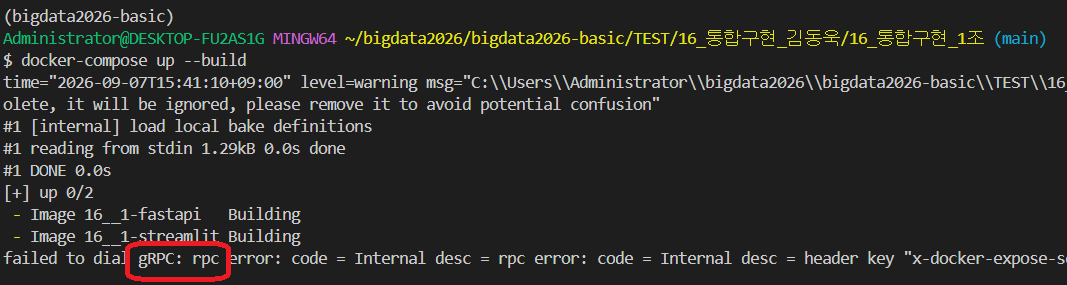 (bigdata2026-basic)
Administrator@DESKTOP-FU2AS1G MINGW64 ~/bigdata2026/bigdata2026-basic/TEST/16_통합구현_김동욱/16_통합구현_1조 (main)
$ docker-compose up --build
time="2026-09-07T15:41:10+09:00" level=warning msg="C:\\Users\\Administrator\\bigdata2026\\bigdata2026-basic\\TEST\\16_
olete, it will be ignored, please remove it to avoid potential confusion"
#1 [internal] load local bake definitions
#1 reading from stdin 1.29kB 0.0s done
#1 DONE 0.0s
[+] up 0/2
 - Image 16__1-fastapi   Building
 - Image 16__1-streamlit Building
failed to dial gRPC: rpc error: code = Internal desc = rpc error: code = Internal desc = header key "x-docker-expose-se